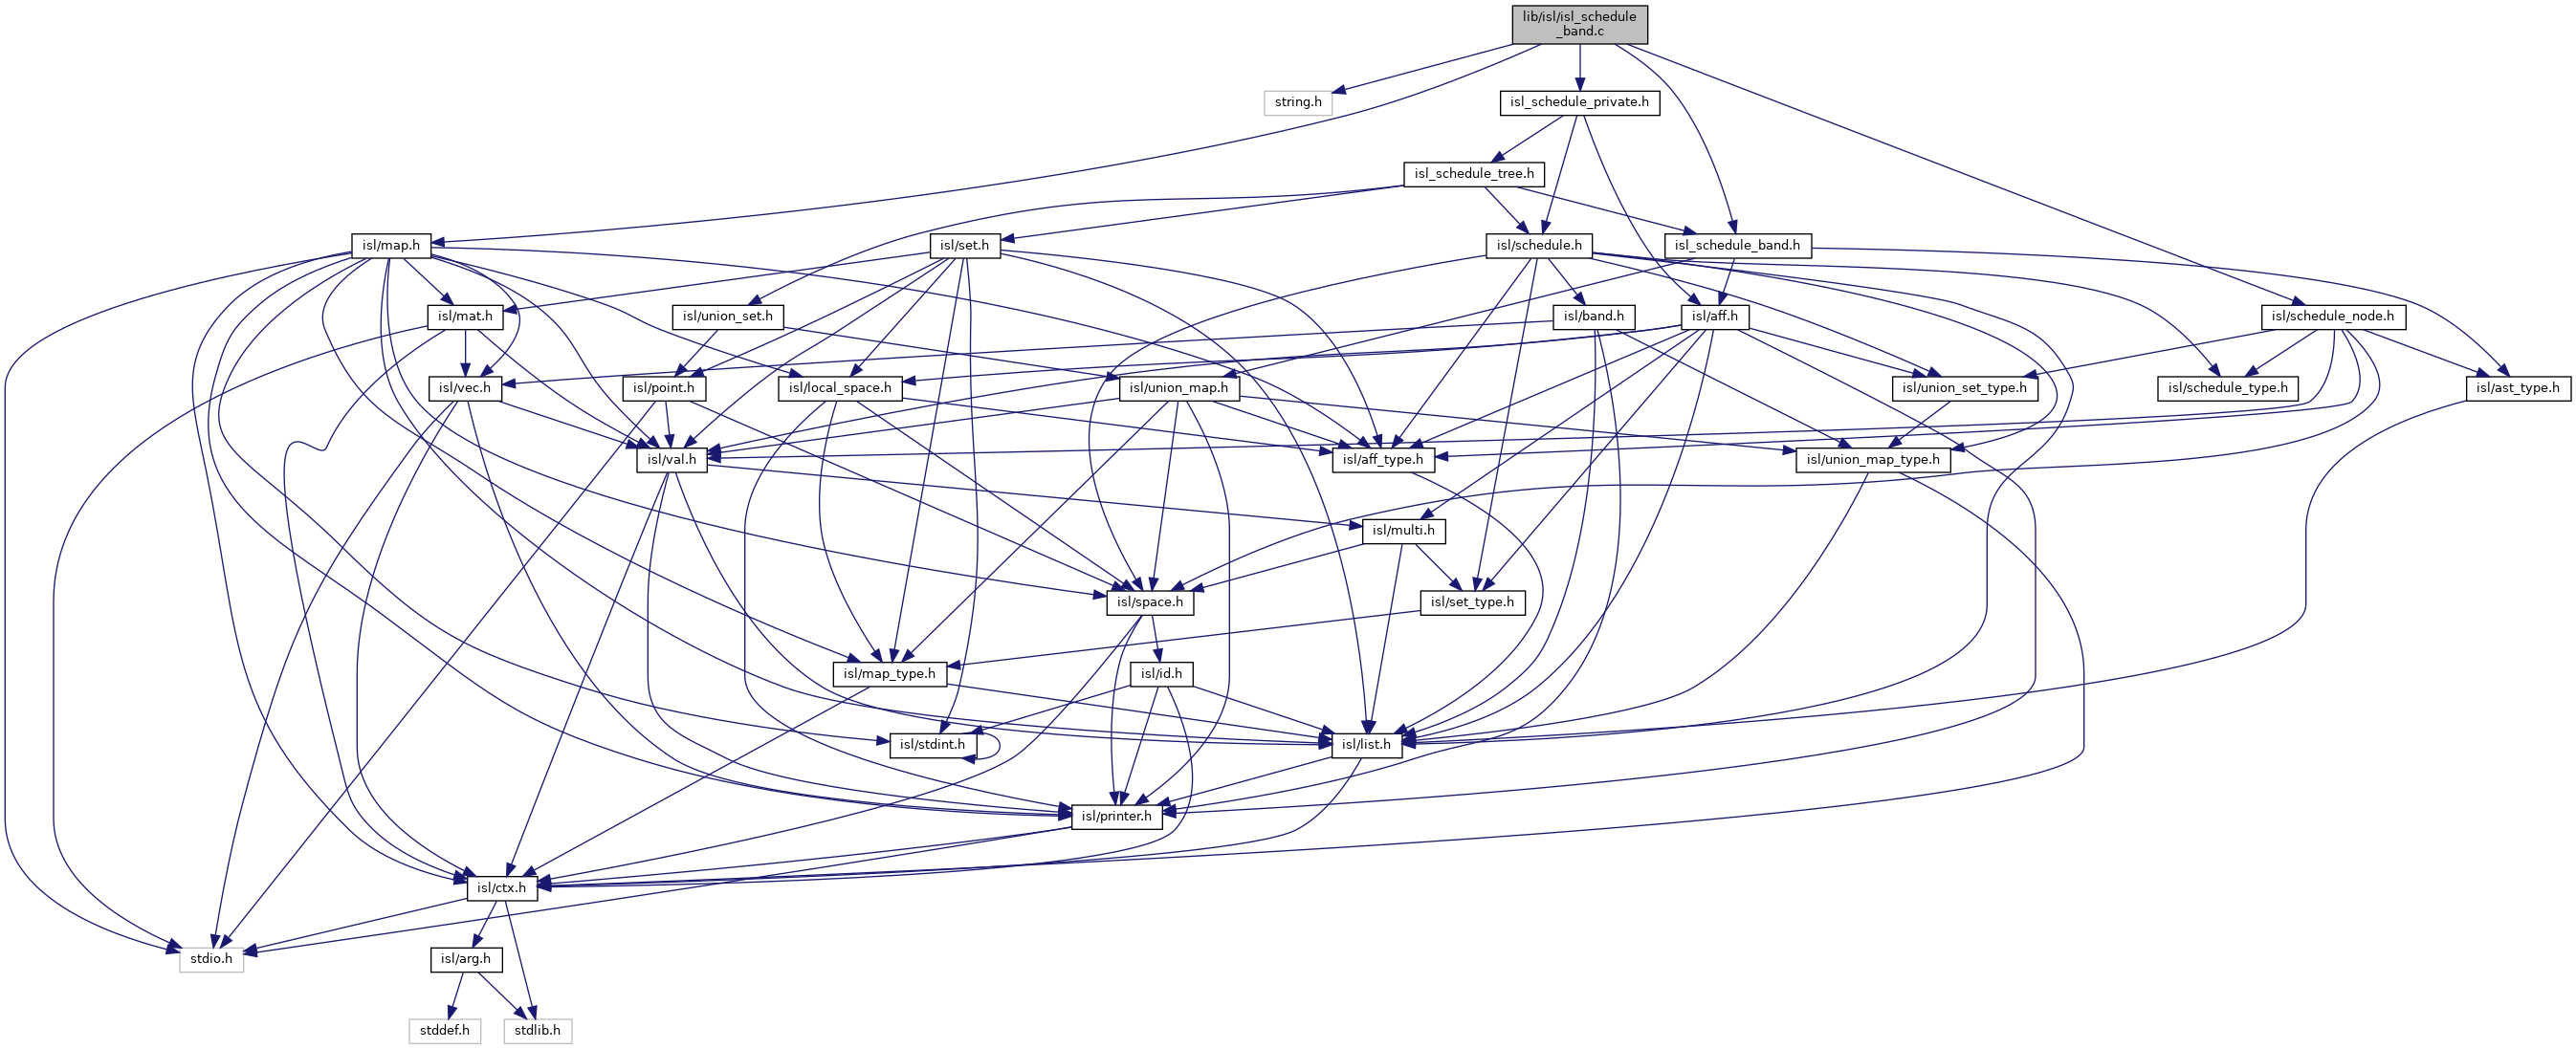 lib/isl/isl_schedule
_band.c
string.h
isl_schedule_private.h
isl_schedule_tree.h
isl/map.h
isl/set.h
isl/schedule.h
isl_schedule_band.h
isl/mat.h
isl/union_set.h
isl/band.h
isl/aff.h
isl/schedule_node.h
isl/vec.h
isl/point.h
isl/local_space.h
isl/union_map.h
isl/union_set_type.h
isl/schedule_type.h
isl/ast_type.h
isl/val.h
isl/aff_type.h
isl/union_map_type.h
isl/multi.h
isl/space.h
isl/set_type.h
isl/map_type.h
isl/id.h
isl/stdint.h
isl/list.h
isl/printer.h
isl/ctx.h
stdio.h
isl/arg.h
stddef.h
stdlib.h